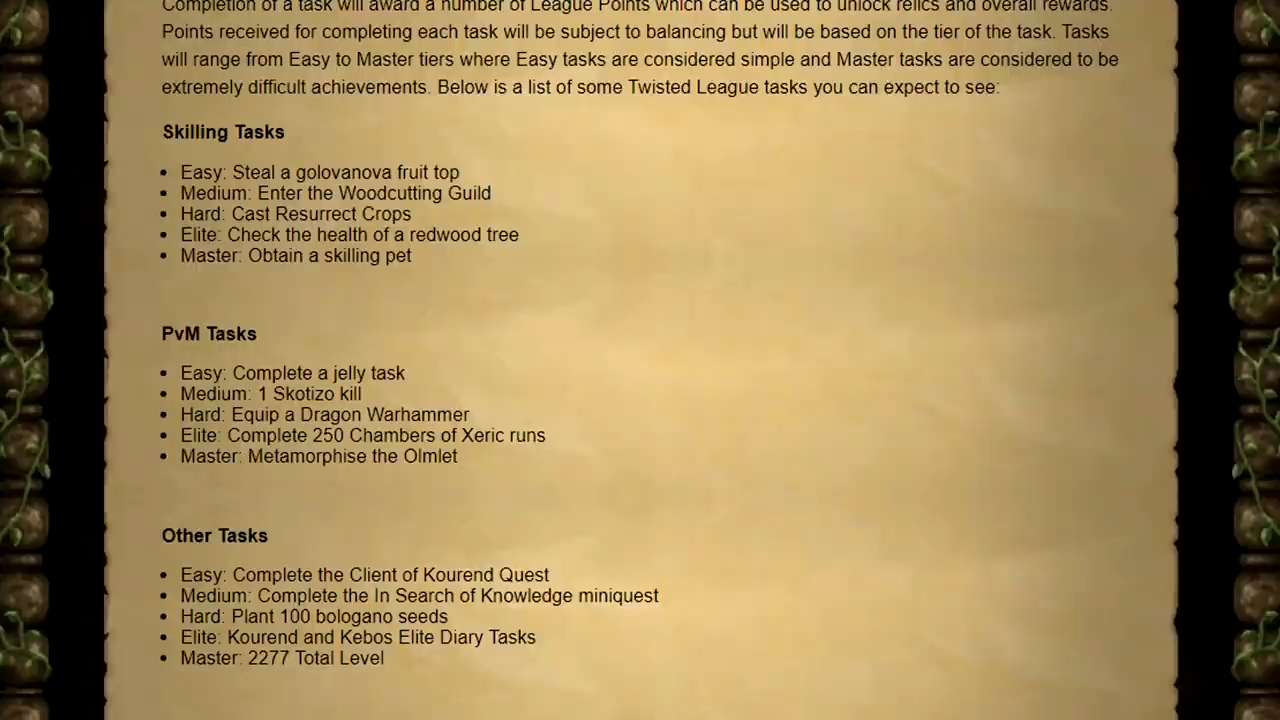 Completion of a task will award a number of League Points which can be used to unlock relics and overall rewards.
Points received for completing each task will be subject to balancing but will be based on the tier of the task. Tasks
will range from Easy to Master tiers where Easy tasks are considered simple and Master tasks are considered to be
extremely difficult achievements. Below is a list of some Twisted League tasks you can expect to see:
Skilling Tasks
• Easy: Steal a golovanova fruit top
• Medium: Enter the Woodcutting Guild
• Hard: Cast Resurrect Crops
• Elite: Check the health of a redwood tree
• Master: Obtain a skilling pet
PvM Tasks
• Easy: Complete a jelly task
• Medium: 1 Skotizo kill
• Hard: Equip a Dragon Warhammer
• Elite: Complete 250 Chambers of Xeric runs
• Master: Metamorphise the Olmlet
Other Tasks
• Easy: Complete the Client of Kourend Quest
• Medium: Complete the In Search of Knowledge miniquest
• Hard: Plant 100 bologano seeds
• Elite: Kourend and Kebos Elite Diary Tasks
• Master: 2277 Total Level